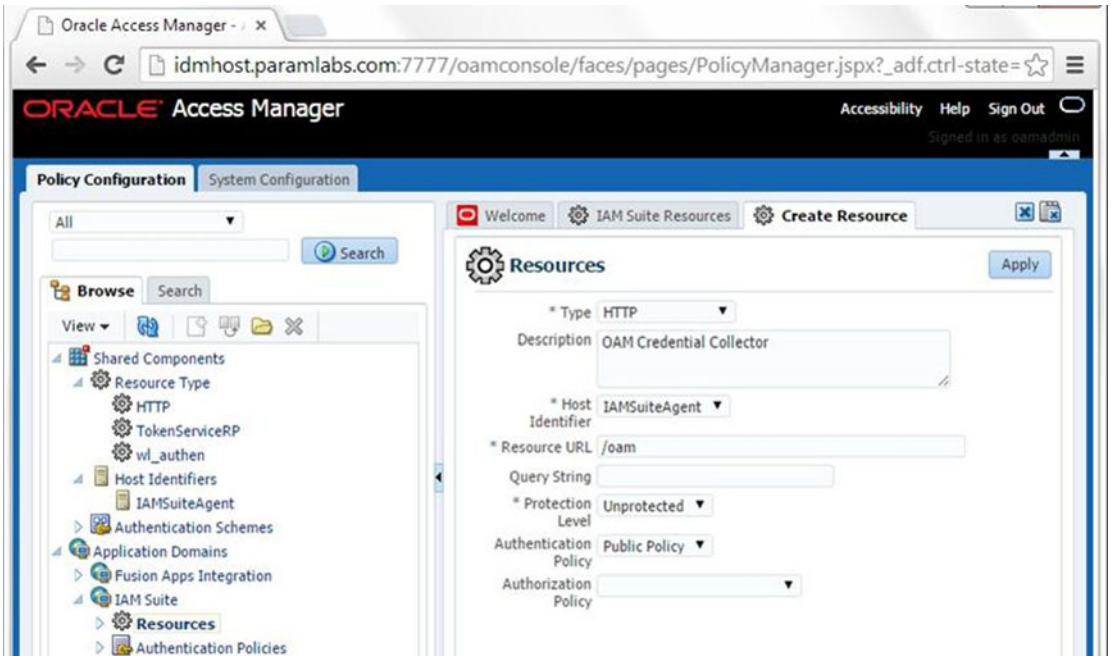 Oracle Access Manager - A
idmhost.paramlabs.com:7777/oamconsole/faces/pages/PolicyManager.jspx?_adf.ctrl-state=
ORACLE Access Manager
Accessibility Help Sign Out
Signed in as oamadmin
Policy Configuration System Configuration
All
Search
Browse Search
View
Shared Components
Resource Type
HTTP
TokenServiceRP
wl_authen
Host Identifiers
IAMSuiteAgent
Authentication Schemes
Application Domains
Fusion Apps Integration
IAM Suite
Resources
Authentication Policies
Welcome IAM Suite Resources Create Resource
Resources Apply
* Type HTTP
Description OAM Credential Collector
* Host IAMSuiteAgent
Identifier
* Resource URL /oam
Query String
* Protection Unprotected
Level
Authentication Public Policy
Policy
Authorization
Policy